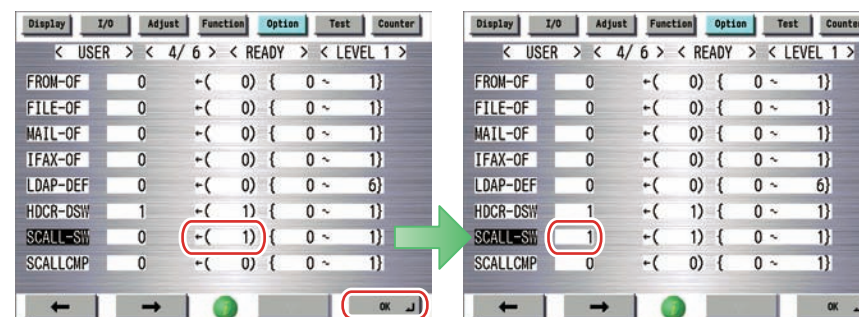 Display I/O Adjust Function Option Test Counter
< USER > < 4/ 6 > < READY > < LEVEL 1 >
FROM-OF 0 ←( 0) { 0 ~ 1}
FILE-OF 0 ←( 0) { 0 ~ 1}
MAIL-OF 0 ←( 0) { 0 ~ 1}
IFAX-OF 0 ←( 0) { 0 ~ 1}
LDAP-DEF 0 ←( 0) { 0 ~ 6}
HDCR-DSW 1 ←( 1) { 0 ~ 1}
SCALL-SW 0 ←( 1) { 0 ~ 1}
SCALLCMP 0 ←( 0) { 0 ~ 1}
← → OK ↵
Display I/O Adjust Function Option Test Counte
< USER > < 4/ 6 > < READY > < LEVEL 1 >
FROM-OF 0 ←( 0) { 0 ~ 1}
FILE-OF 0 ←( 0) { 0 ~ 1}
MAIL-OF 0 ←( 0) { 0 ~ 1}
IFAX-OF 0 ←( 0) { 0 ~ 1}
LDAP-DEF 0 ←( 0) { 0 ~ 6}
HDCR-DSW 1 ←( 1) { 0 ~ 1}
SCALL-SW 1 ←( 1) { 0 ~ 1}
SCALLCMP 0 ←( 0) { 0 ~ 1}
← → OK